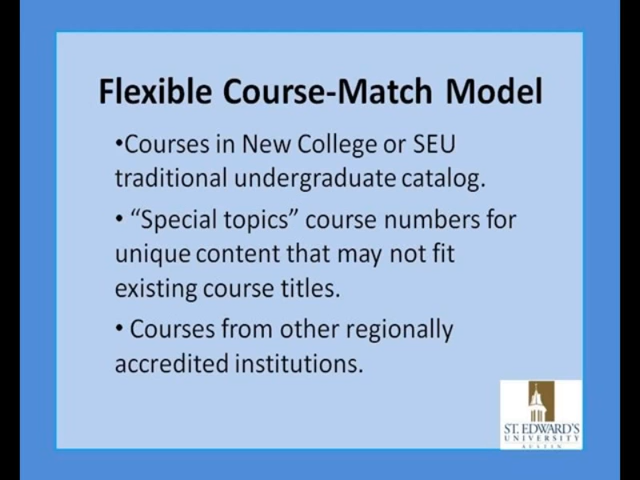 Flexible Course-Match Model
•Courses in New College or SEU
traditional undergraduate catalog.
• “Special topics” course numbers for
unique content that may not fit
existing course titles.
• Courses from other regionally
accredited institutions.
ST. EDWARD'S
UNIVERSITY
AUSTIN